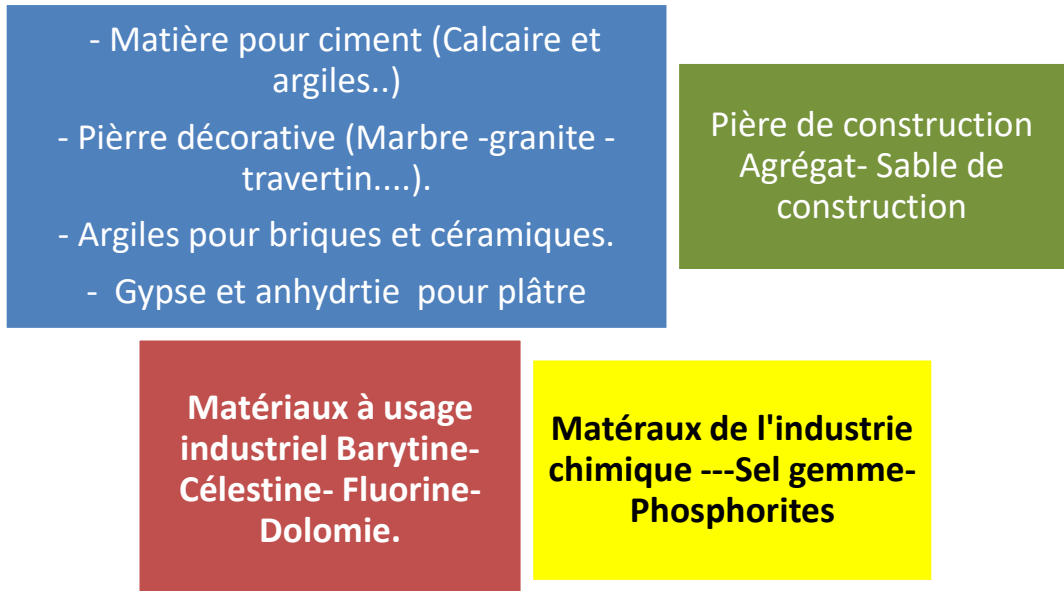 - Matière pour ciment (Calcaire et
argiles..)
- Pièrre décorative (Marbre -granite -
travertin....).
- Argiles pour briques et céramiques.
- Gypse et anhydrtie pour plâtre
Pière de construction
Agrégat- Sable de
construction
Matériaux à usage
industriel Barytine-
Célestine- Fluorine-
Dolomie.
Matéraux de l'industrie
chimique ---Sel gemme-
Phosphorites